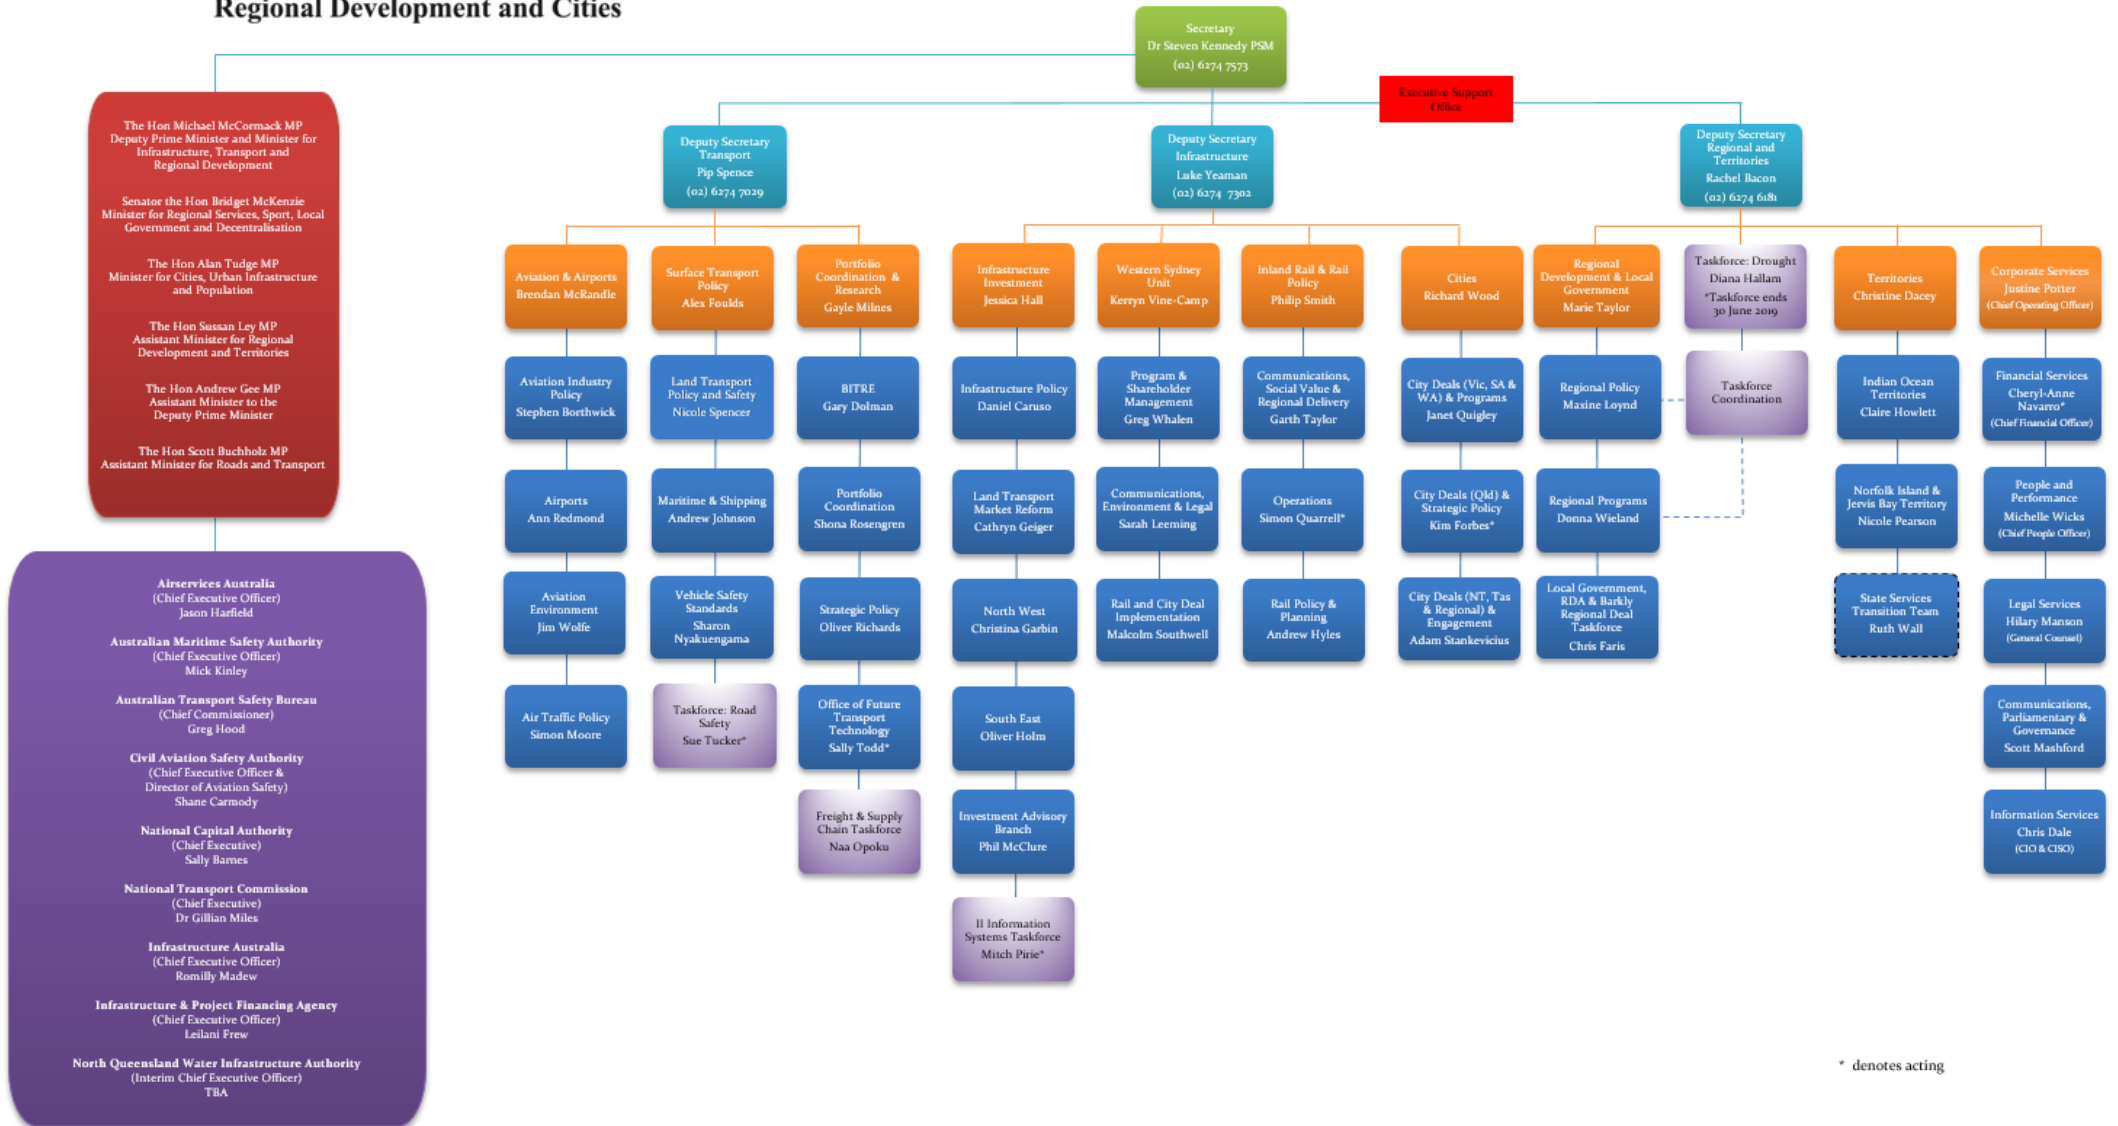 Regional Development and Cities
Secretary
Dr Steven Kennedy PSM
(02) 6274 7573
Executive Support
Office
The Hon Michael McCormack MP
Deputy Prime Minister and Minister for
Infrastructure, Transport and
Regional Development
Senator the Hon Bridget McKenzie
Minister for Regional Services, Sport, Local
Government and Decentralisation
The Hon Alan Tudge MP
Minister for Cities, Urban Infrastructure
and Population
The Hon Sussan Ley MP
Assistant Minister for Regional
Development and Territories
The Hon Andrew Gee MP
Assistant Minister to the
Deputy Prime Minister
The Hon Scott Buchholz MP
Assistant Minister for Roads and Transport
Airservices Australia
(Chief Executive Officer)
Jason Harfield
Australian Maritime Safety Authority
(Chief Executive Officer)
Mick Kinley
Australian Transport Safety Bureau
(Chief Commissioner)
Greg Hood
Civil Aviation Safety Authority
(Chief Executive Officer &
Director of Aviation Safety)
Shane Carmody
National Capital Authority
(Chief Executive)
Sally Barnes
National Transport Commission
(Chief Executive)
Dr Gillian Miles
Infrastructure Australia
(Chief Executive Officer)
Romilly Madew
Infrastructure & Project Financing Agency
(Chief Executive Officer)
Leilani Frew
North Queensland Water Infrastructure Authority
(Interim Chief Executive Officer)
TBA
Deputy Secretary
Transport
Pip Spence
(02) 6274 7029
Aviation & Airports
Brendan McRandle
Aviation Industry
Policy
Stephen Borthwick
Airports
Ann Redmond
Aviation
Environment
Jim Wolfe
Air Traffic Policy
Simon Moore
Surface Transport
Policy
Alex Foulds
Land Transport
Policy and Safety
Nicole Spencer
Maritime & Shipping
Andrew Johnson
Vehicle Safety
Standards
Sharon
Nyakuengama
Taskforce: Road
Safety
Sue Tucker*
Portfolio
Coordination &
Research
Gayle Milnes
BITRE
Gary Dolman
Portfolio
Coordination
Shona Rosengren
Strategic Policy
Oliver Richards
Office of Future
Transport
Technology
Sally Todd*
Freight & Supply
Chain Taskforce
Naa Opoku
Deputy Secretary
Infrastructure
Luke Yeaman
(02) 6274 7302
Infrastructure
Investment
Jessica Hall
Infrastructure Policy
Daniel Caruso
Land Transport
Market Reform
Cathryn Geiger
North West
Christina Garbin
South East
Oliver Holm
Investment Advisory
Branch
Phil McClure
II Information
Systems Taskforce
Mitch Pirie*
Western Sydney
Unit
Kerryn Vine-Camp
Program &
Shareholder
Management
Greg Whalen
Communications,
Environment & Legal
Sarah Leeming
Rail and City Deal
Implementation
Malcolm Southwell
Inland Rail & Rail
Policy
Philip Smith
Communications,
Social Value &
Regional Delivery
Garth Taylor
Operations
Simon Quarrell*
Rail Policy &
Planning
Andrew Hyles
Cities
Richard Wood
City Deals (Vic, SA &
WA) & Programs
Janet Quigley
City Deals (Qld) &
Strategic Policy
Kim Forbes*
City Deals (NT, Tas
& Regional) &
Engagement
Adam Stankevicius
Deputy Secretary
Regional and
Territories
Rachel Bacon
(02) 6274 6181
Regional
Development & Local
Government
Marie Taylor
Regional Policy
Maxine Loynd
Regional Programs
Donna Wieland
Local Government,
RDA & Barkly
Regional Deal
Taskforce
Chris Faris
Taskforce: Drought
Diana Hallam
*Taskforce ends
30 June 2019
Taskforce
Coordination
Territories
Christine Dacey
Indian Ocean
Territories
Claire Howlett
Norfolk Island &
Jervis Bay Territory
Nicole Pearson
State Services
Transition Team
Ruth Wall
Corporate Services
Justine Potter
(Chief Operating Officer)
Financial Services
Cheryl-Anne
Navarro*
(Chief Financial Officer)
People and
Performance
Michelle Wicks
(Chief People Officer)
Legal Services
Hilary Manson
(General Counsel)
Communications,
Parliamentary &
Governance
Scott Mashford
Information Services
Chris Dale
(CIO & CISO)
* denotes acting